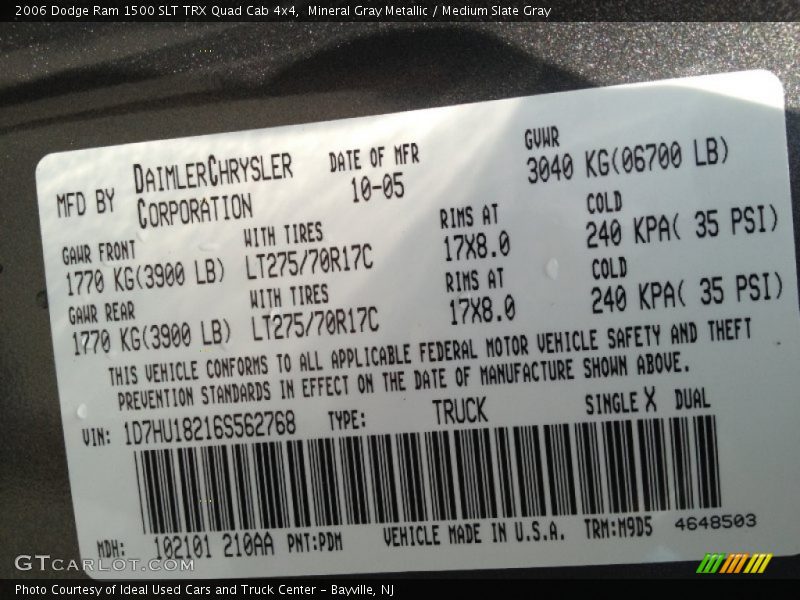 2006 Dodge Ram 1500 SLT TRX Quad Cab 4x4,  Mineral Gray Metallic / Medium Slate Gray
MFD BY DAIMLERCHRYSLER CORPORATION
DATE OF MFR 10-05
GVWR 3040 KG(06700 LB)
GAWR FRONT WITH TIRES RIMS AT COLD
1770 KG(3900 LB) LT275/70R17C 17X8.0 240 KPA( 35 PSI)
GAWR REAR WITH TIRES RIMS AT COLD
1770 KG(3900 LB) LT275/70R17C 17X8.0 240 KPA( 35 PSI)
THIS VEHICLE CONFORMS TO ALL APPLICABLE FEDERAL MOTOR VEHICLE SAFETY AND THEFT
PREVENTION STANDARDS IN EFFECT ON THE DATE OF MANUFACTURE SHOWN ABOVE.
VIN: 1D7HU18216S562768 TYPE: TRUCK SINGLE X DUAL
MDH: 102101 210AA PNT:PDM VEHICLE MADE IN U.S.A. TRM:M9D5 4648503
GTCARLOT.COM
Photo Courtesy of Ideal Used Cars and Truck Center – Bayville, NJ